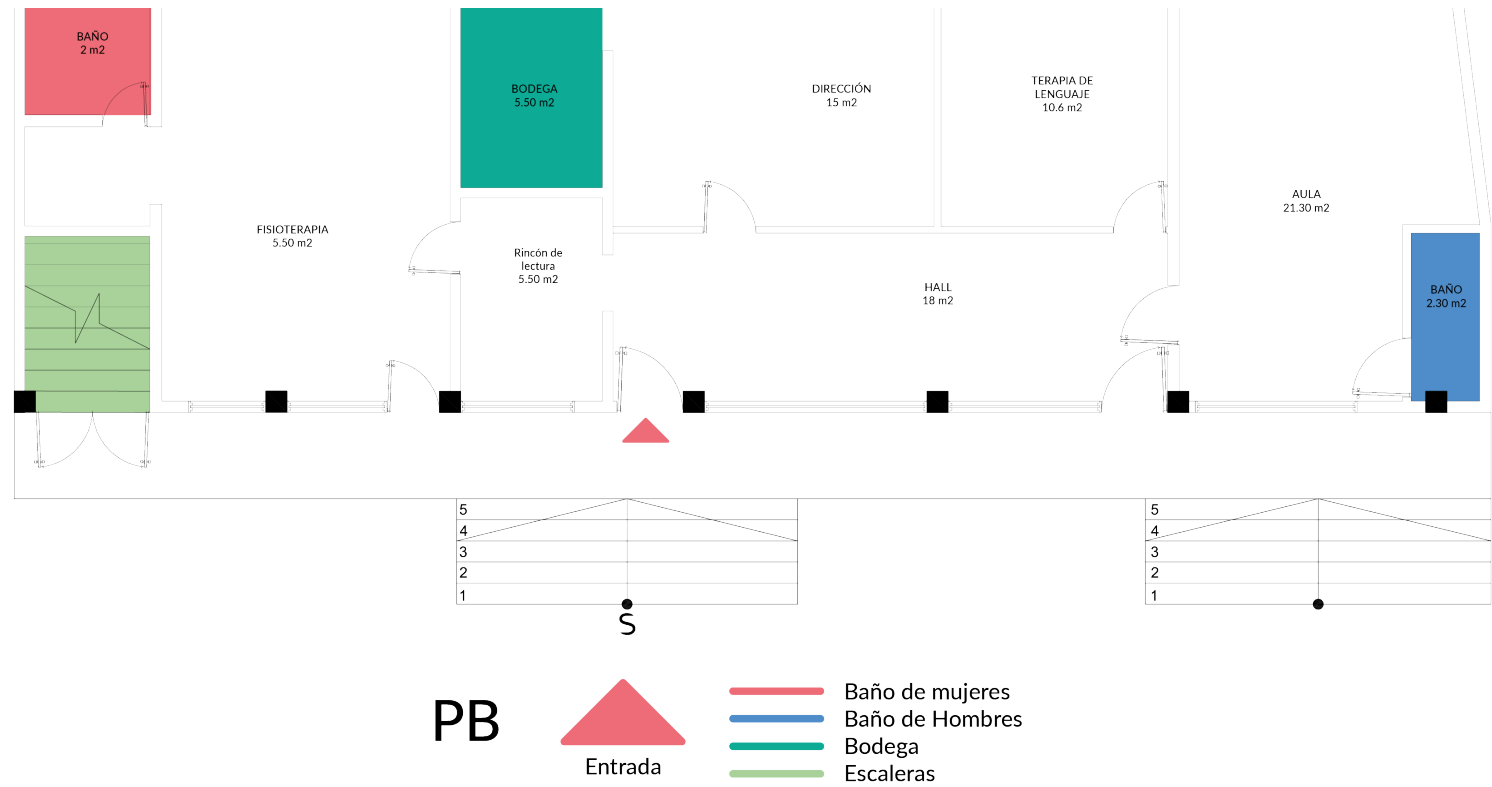 BAÑO
2 m2
BODEGA
5.50 m2
DIRECCIÓN
15 m2
TERAPIA DE
LENGUAJE
10.6 m2
AULA
21.30 m2
FISIOTERAPIA
5.50 m2
Rincón de
lectura
5.50 m2
HALL
18 m2
BAÑO
2.30 m2
5
4
3
2
1
S
5
4
3
2
1
PB
Entrada
Baño de mujeres
Baño de Hombres
Bodega
Escaleras